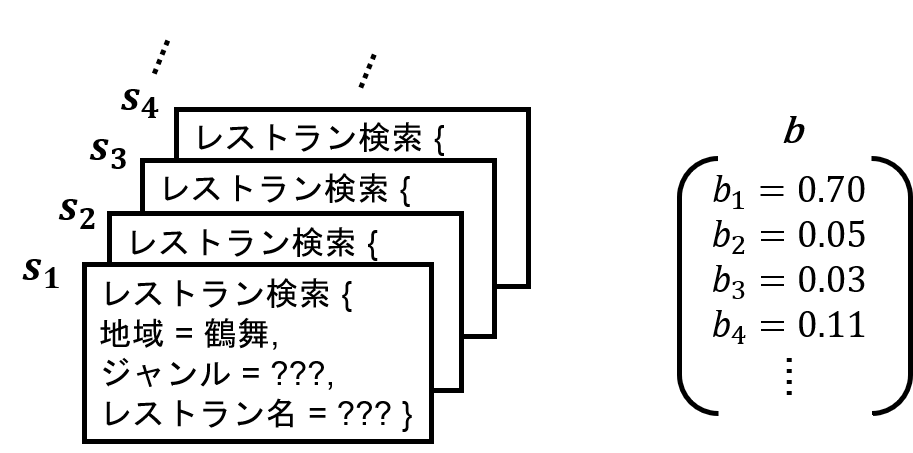 s4
レストラン検索 {
s3
レストラン検索 {
s2
レストラン検索 {
s1
レストラン検索 {
地域 = 鶴舞,
ジャンル = ???,
レストラン名 = ??? }
b
b1 = 0.70
b2 = 0.05
b3 = 0.03
b4 = 0.11